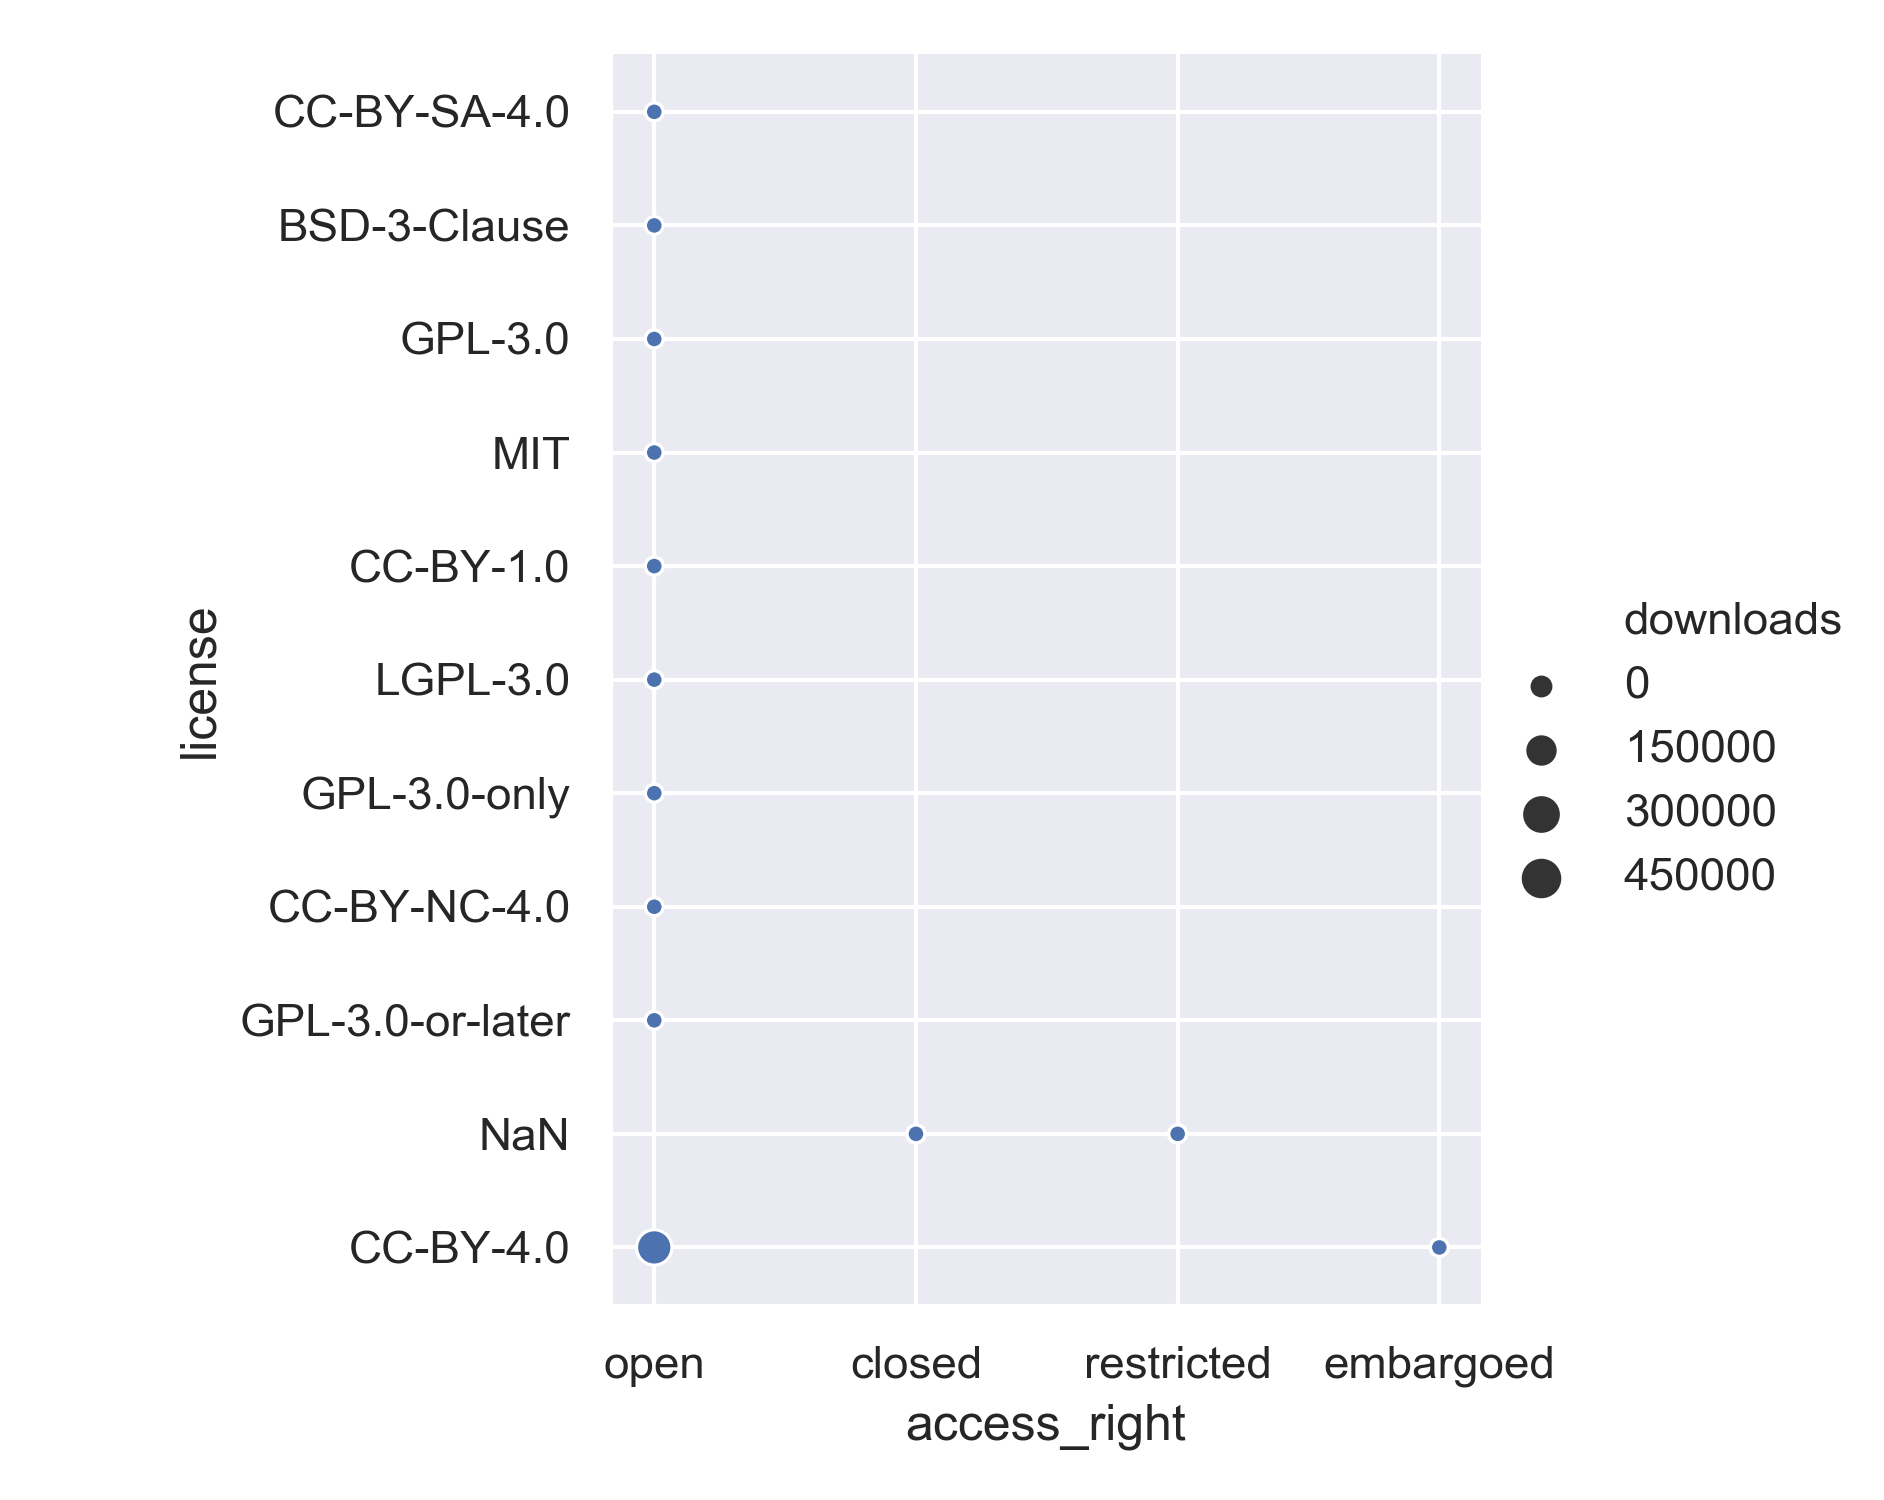 CC-BY-SA-4.0
BSD-3-Clause
GPL-3.0
MIT
CC-BY-1.0
LGPL-3.0
GPL-3.0-only
CC-BY-NC-4.0
GPL-3.0-or-later
NaN
CC-BY-4.0
license
open closed restricted embargoed
access_right
downloads
0
150000
300000
450000